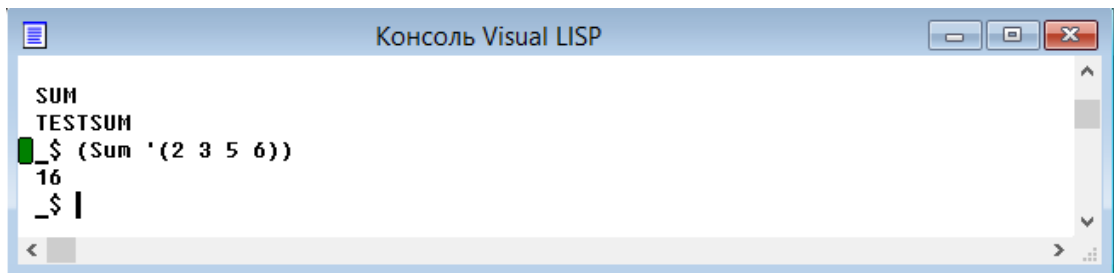 Консоль Visual LISP
SUM
TESTSUM
_$ (Sum '(2 3 5 6))
16
_$